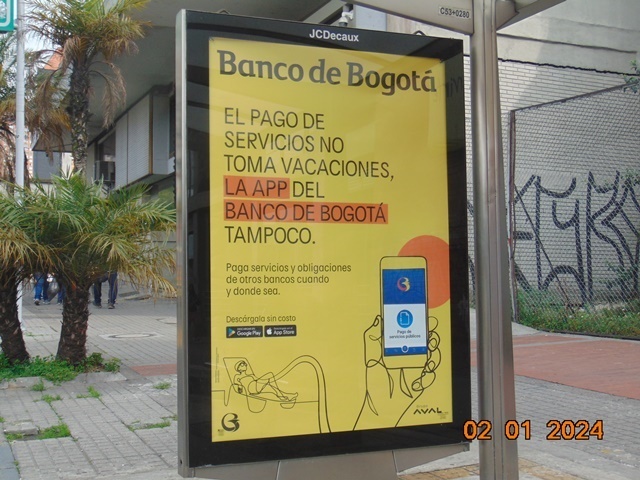 C53+0280
JCDecaux
Banco de Bogotá
EL PAGO DE
SERVICIOS NO
TOMA VACACIONES,
LA APP DEL
BANCO DE BOGOTÁ
TAMPOCO.
Paga servicios y obligaciones
de otros bancos cuando
y donde sea.
Descárgala sin costo
Google Play
App Store
Pago de
servicios públicos
AVAL
02 01 2024